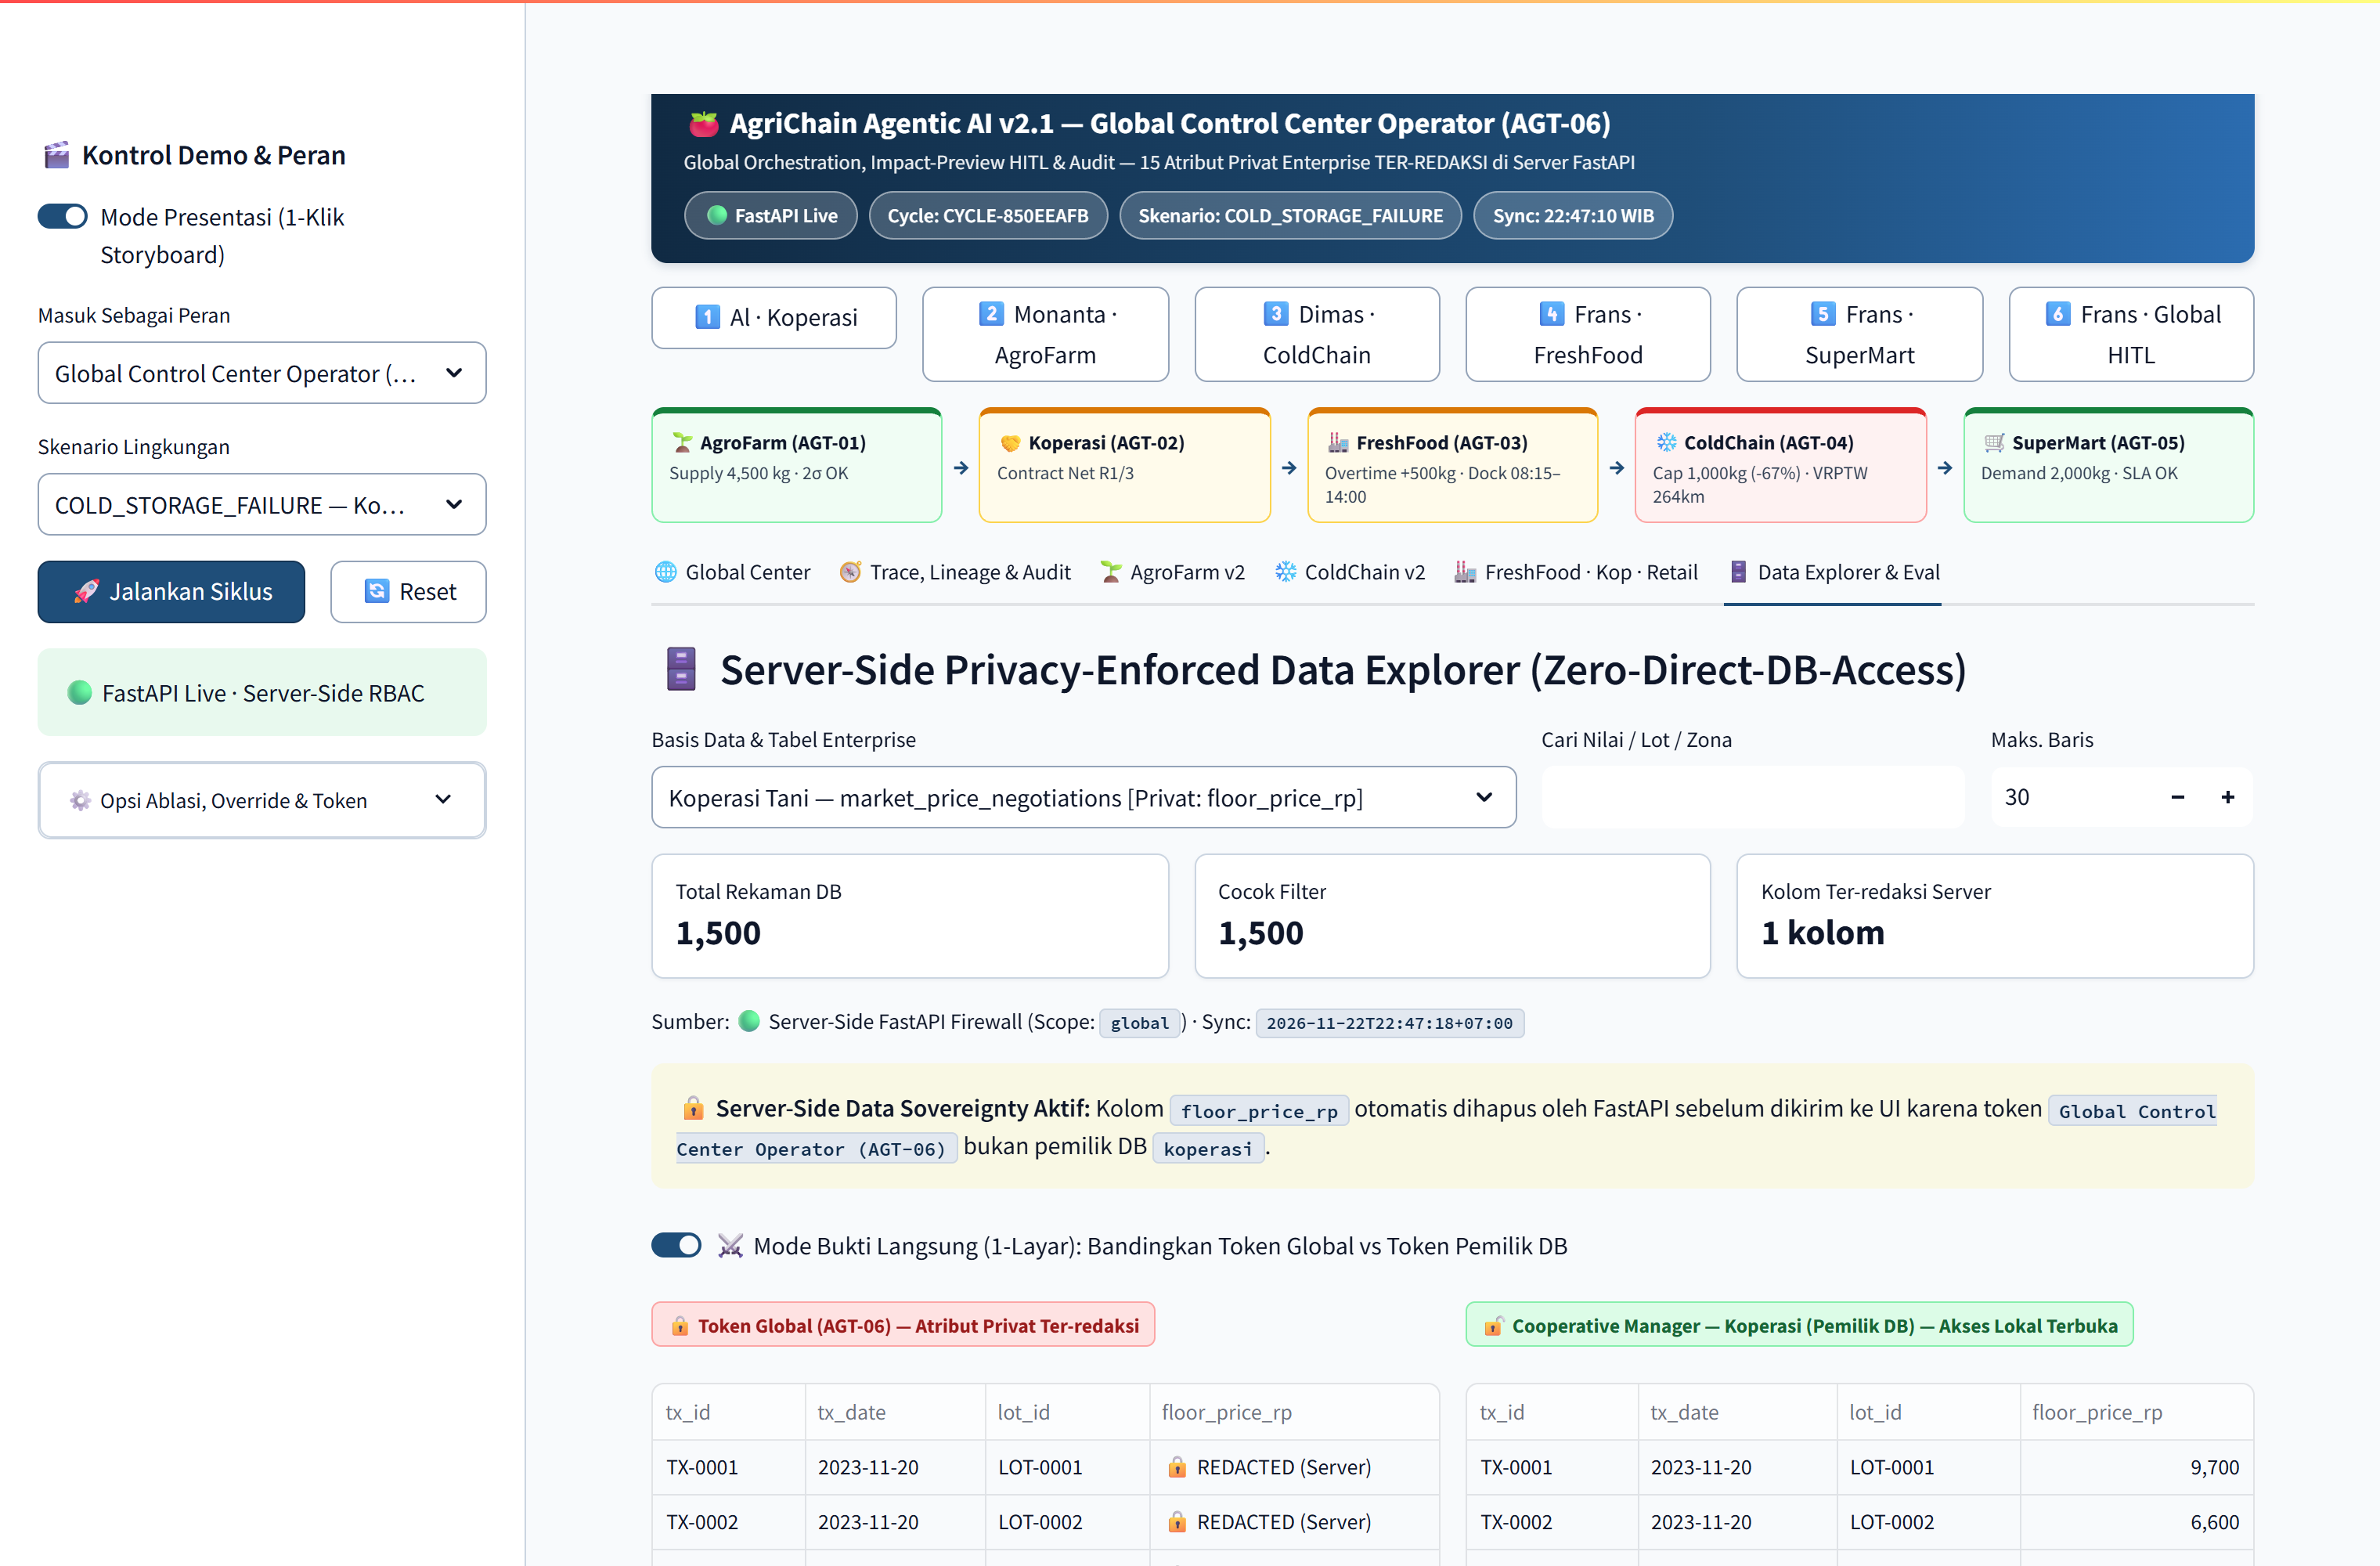 Kontrol Demo & Peran
Mode Presentasi (1-Klik
Storyboard)
Masuk Sebagai Peran
Global Control Center Operator (…
Skenario Lingkungan
COLD_STORAGE_FAILURE — Ko…
Jalankan Siklus
Reset
FastAPI Live · Server-Side RBAC
Opsi Ablasi, Override & Token
AgriChain Agentic AI v2.1 — Global Control Center Operator (AGT-06)
Global Orchestration, Impact-Preview HITL & Audit — 15 Atribut Privat Enterprise TER-REDAKSI di Server FastAPI
FastAPI Live
Cycle: CYCLE-850EEAFB
Skenario: COLD_STORAGE_FAILURE
Sync: 22:47:10 WIB
1 Al · Koperasi
2 Monanta ·
AgroFarm
3 Dimas ·
ColdChain
4 Frans ·
FreshFood
5 Frans ·
SuperMart
6 Frans · Global
HITL
AgroFarm (AGT-01)
Supply 4,500 kg · 2σ OK
→
Koperasi (AGT-02)
Contract Net R1/3
→
FreshFood (AGT-03)
Overtime +500kg · Dock 08:15–
14:00
→
ColdChain (AGT-04)
Cap 1,000kg (-67%) · VRPTW
264km
→
SuperMart (AGT-05)
Demand 2,000kg · SLA OK
Global Center
Trace, Lineage & Audit
AgroFarm v2
ColdChain v2
FreshFood · Kop · Retail
Data Explorer & Eval
Server-Side Privacy-Enforced Data Explorer (Zero-Direct-DB-Access)
Basis Data & Tabel Enterprise
Koperasi Tani — market_price_negotiations [Privat: floor_price_rp]
Cari Nilai / Lot / Zona
Maks. Baris
30
Total Rekaman DB
1,500
Cocok Filter
1,500
Kolom Ter-redaksi Server
1 kolom
Sumber: Server-Side FastAPI Firewall (Scope: global) · Sync: 2026-11-22T22:47:18+07:00
Server-Side Data Sovereignty Aktif: Kolom floor_price_rp otomatis dihapus oleh FastAPI sebelum dikirim ke UI karena token Global Control
Center Operator (AGT-06) bukan pemilik DB koperasi.
Mode Bukti Langsung (1-Layar): Bandingkan Token Global vs Token Pemilik DB
Token Global (AGT-06) — Atribut Privat Ter-redaksi
tx_id tx_date lot_id floor_price_rp
TX-0001 2023-11-20 LOT-0001 REDACTED (Server)
TX-0002 2023-11-20 LOT-0002 REDACTED (Server)
Cooperative Manager — Koperasi (Pemilik DB) — Akses Lokal Terbuka
tx_id tx_date lot_id floor_price_rp
TX-0001 2023-11-20 LOT-0001 9,700
TX-0002 2023-11-20 LOT-0002 6,600